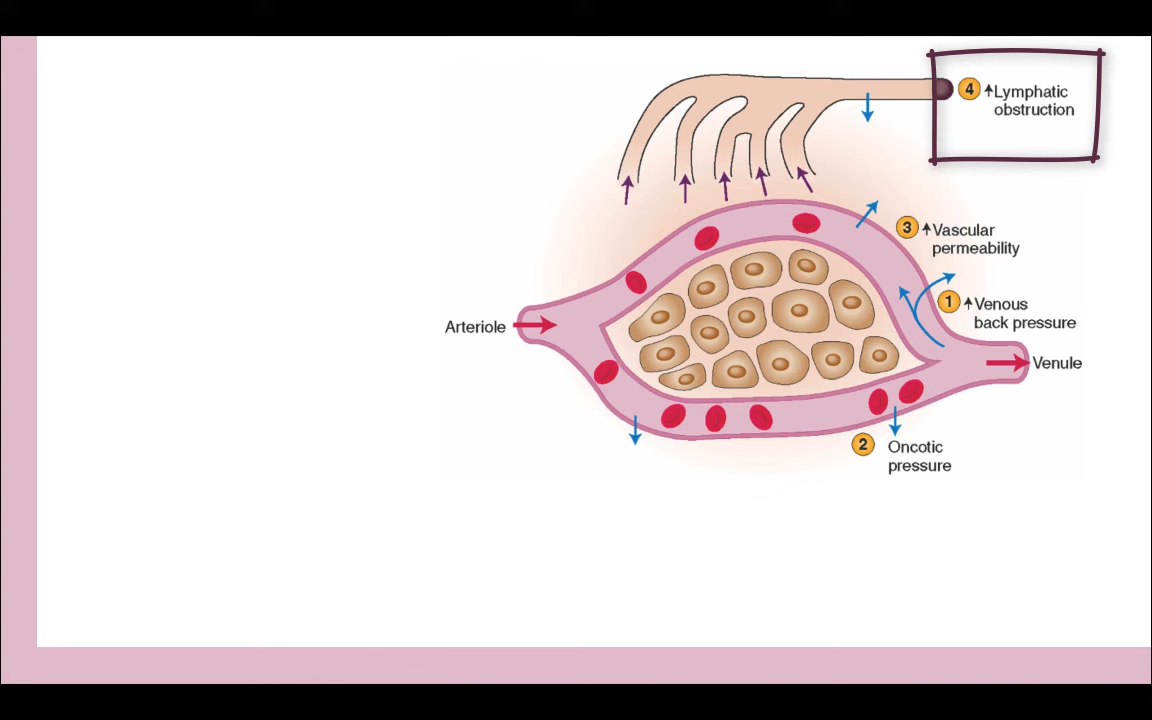 4 ↑Lymphatic
obstruction
3 ↑Vascular
permeability
1 ↑Venous
back pressure
Arteriole
Venule
2 Oncotic
pressure